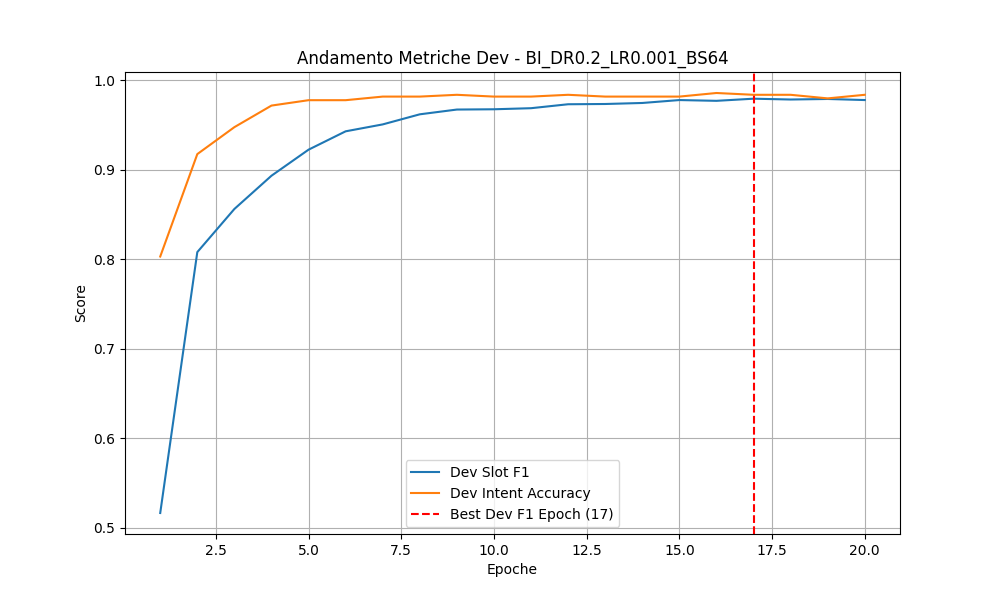 Andamento Metriche Dev - BI_DR0.2_LR0.001_BS64
1.0
0.9
0.8
0.7
0.6
0.5
Score
Dev Slot F1
Dev Intent Accuracy
Best Dev F1 Epoch (17)
2.5 5.0 7.5 10.0 12.5 15.0 17.5 20.0
Epoche